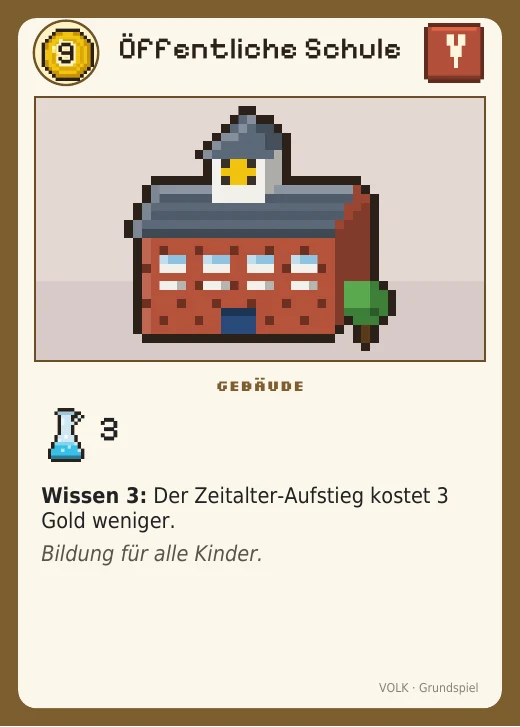 9
Öffentliche Schule
GEBÄUDE
3
Wissen 3: Der Zeitalter-Aufstieg kostet 3
Gold weniger.
Bildung für alle Kinder.
VOLK · Grundspiel